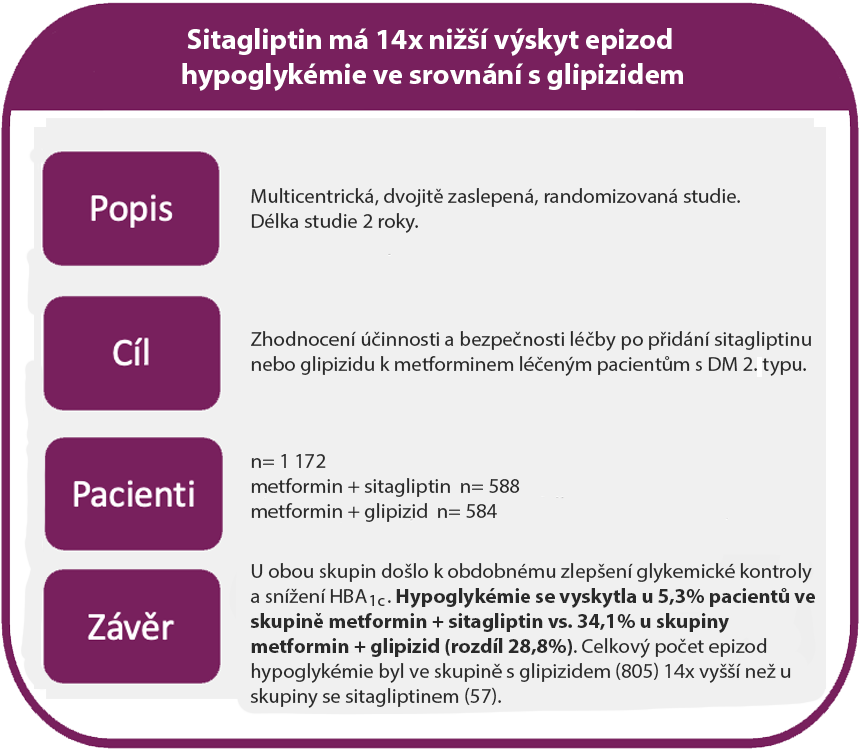 Sitagliptin má 14x nižší výskyt epizod
hypoglykémie ve srovnání s glipizidem
Popis
Multicentrická, dvojitě zaslepená, randomizovaná studie.
Délka studie 2 roky.
Cíl
Zhodnocení účinnosti a bezpečnosti léčby po přidání sitagliptinu
nebo glipizidu k metforminem léčeným pacientům s DM 2. typu.
Pacienti
n= 1 172
metformin + sitagliptin n= 588
metformin + glipizid n= 584
Závěr
U obou skupin došlo k obdobnému zlepšení glykemické kontroly
a snížení HBA1c. Hypoglykémie se vyskytla u 5,3% pacientů ve
skupině metformin + sitagliptin vs. 34,1% u skupiny
metformin + glipizid (rozdíl 28,8%). Celkový počet epizod
hypoglykémie byl ve skupině s glipizidem (805) 14x vyšší než u
skupiny se sitagliptinem (57).